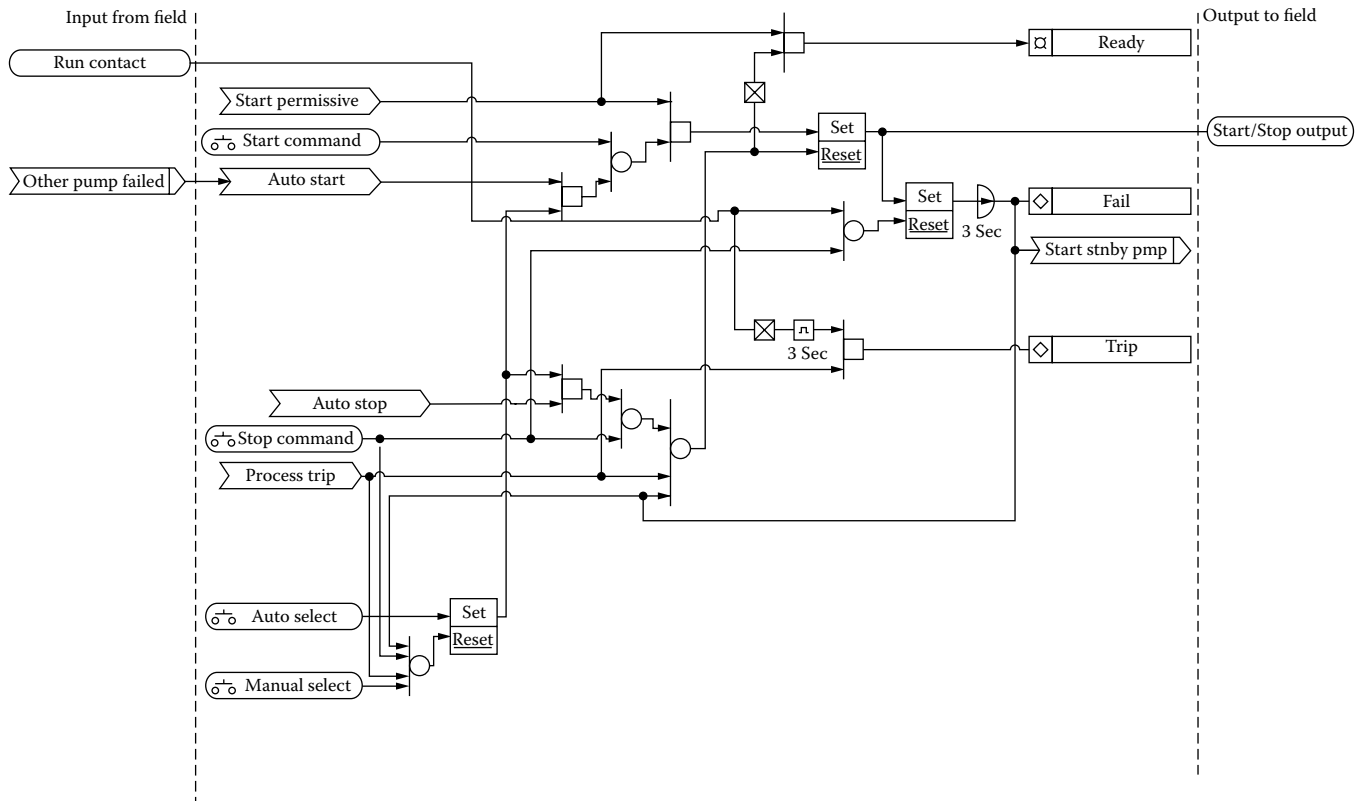 Input from field
Output to field
Run contact
Ready
Start permissive
Start command
Set
Reset
Start/Stop output
Other pump failed
Auto start
Set
Reset
3 Sec
Fail
Start stnby pmp
3 Sec
Trip
Auto stop
Stop command
Process trip
Auto select
Set
Reset
Manual select